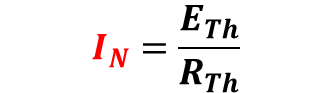 I_N = E_Th / R_Th